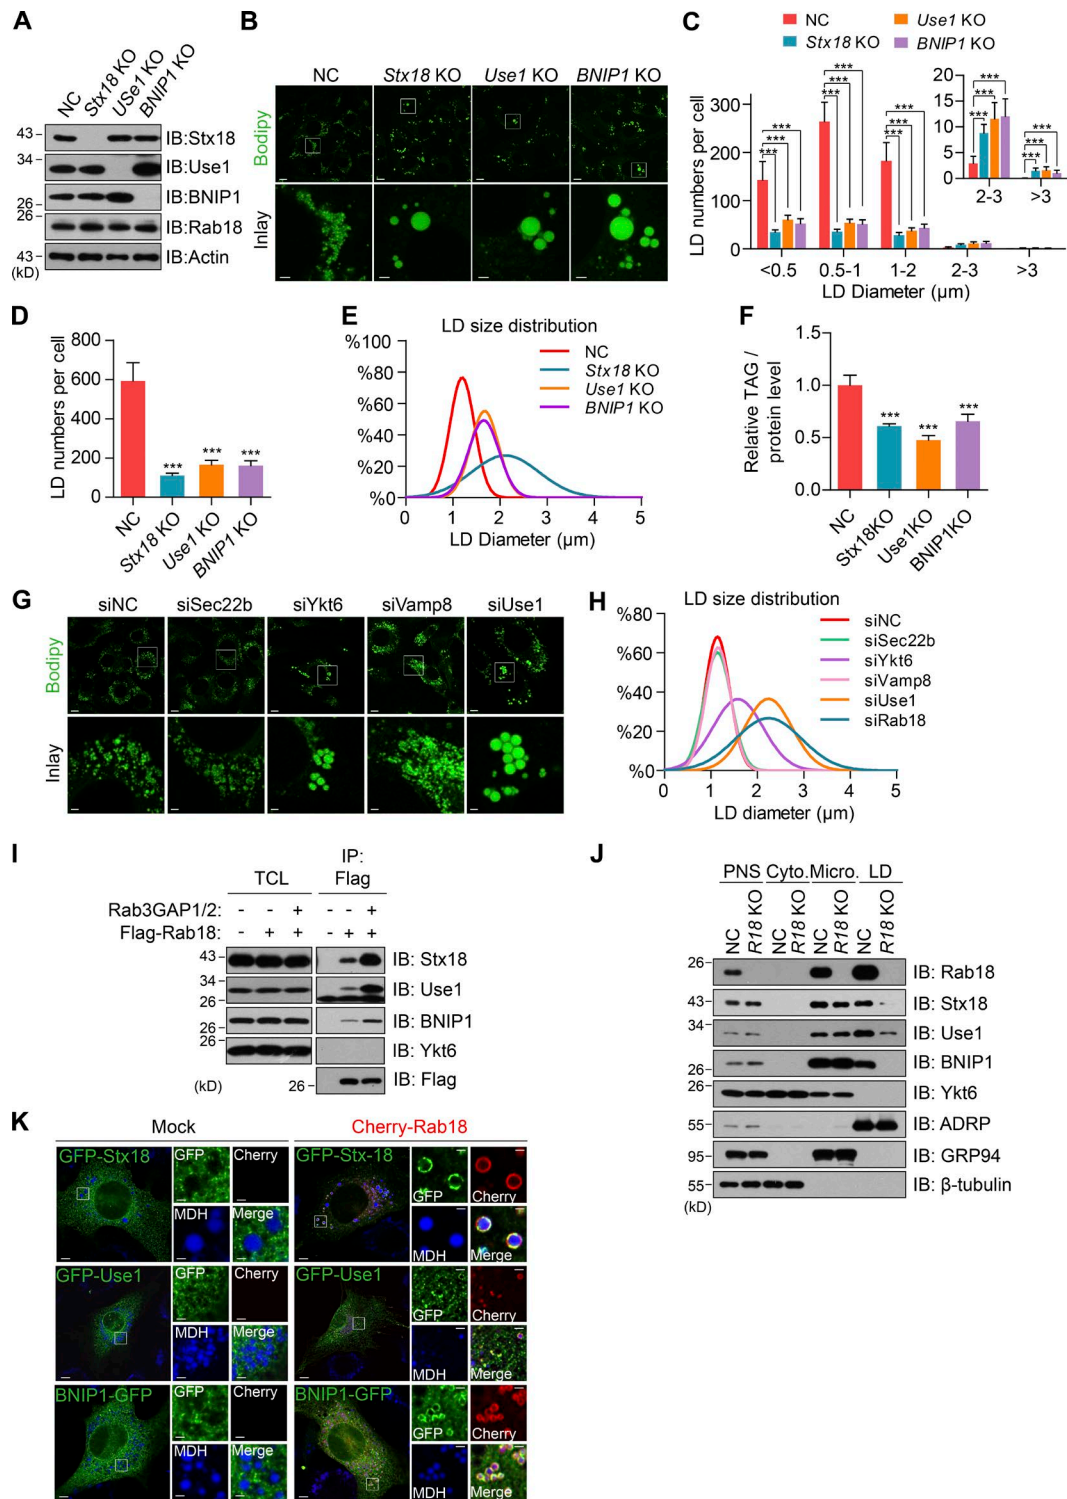 A
NC
Stx18 KO
USe1 KO
BNIP1 KO
43
IB:Stx18
34
IB:Use1
26
IB:BNIP1
26
IB:Rab18
43
IB:Actin
(kD)
B
NC Stx18 KO Use1 KO BNIP1 KO
Bodipy
Inlay
C
NC Use1 KO
Stx18 KO BNIP1 KO
LD numbers per cell
300
200
100
0
*** *** ***
*** *** ***
*** *** ***
<0.5 0.5-1 1-2 2-3 >3
LD Diameter (µm)
20
15
10
5
0
*** *** ***
*** *** ***
2-3 >3
D
LD numbers per cell
800
600
400
200
0
*** *** ***
NC
Stx18 KO
Use1 KO
BNIP1 KO
E
LD size distribution
%100
%80
%60
%40
%20
%0
NC
Stx18 KO
Use1 KO
BNIP1 KO
0 1 2 3 4 5
LD Diameter (µm)
F
Relative TAG /
protein level
1.5
1.0
0.5
0.0
*** *** ***
NC
Stx18KO
Use1KO
BNIP1KO
G
siNC siSec22b siYkt6 siVamp8 siUse1
Bodipy
Inlay
H
LD size distribution
%80
%60
%40
%20
%0
siNC
siSec22b
siYkt6
siVamp8
siUse1
siRab18
0 1 2 3 4 5
LD diameter (µm)
I
TCL
IP:
Flag
Rab3GAP1/2: - - + - - +
Flag-Rab18: - + + - + +
43
IB: Stx18
34
IB: Use1
26
IB: BNIP1
26
26
IB: Ykt6
(kD)
26
IB: Flag
J
PNS Cyto. Micro. LD
NC
R18 KO
NC
R18 KO
NC
R18 KO
NC
R18 KO
26
IB: Rab18
43
IB: Stx18
34
IB: Use1
26
IB: BNIP1
26
IB: Ykt6
55
IB: ADRP
95
IB: GRP94
55
IB: β-tubulin
(kD)
K
Mock Cherry-Rab18
GFP-Stx18 GFP Cherry GFP-Stx-18 GFP Cherry
MDH Merge MDH Merge
GFP-Use1 GFP Cherry GFP-Use1 GFP Cherry
MDH Merge MDH Merge
BNIP1-GFP GFP Cherry BNIP1-GFP GFP Cherry
MDH Merge MDH Merge